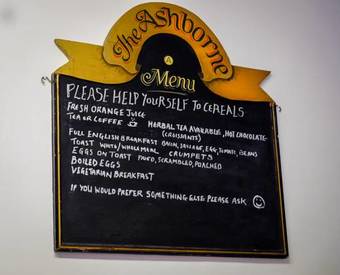 The Ashborne
Menu
PLEASE HELP YOURSELF TO CEREALS
FRESH ORANGE JUICE
TEA OR COFFEE HERBAL TEA AVAILABLE, HOT CHOCOLATE
(CROISSANTS)
FULL ENGLISH BREAKFAST BACON, SAUSAGE, EGG, TOMATO, BEANS
TOAST WHITE/WHOLEMEAL CRUMPETS
EGGS ON TOAST FRIED, SCRAMBLED, POACHED
BOILED EGGS
VEGETARIAN BREAKFAST
IF YOU WOULD PREFER SOMETHING ELSE PLEASE ASK